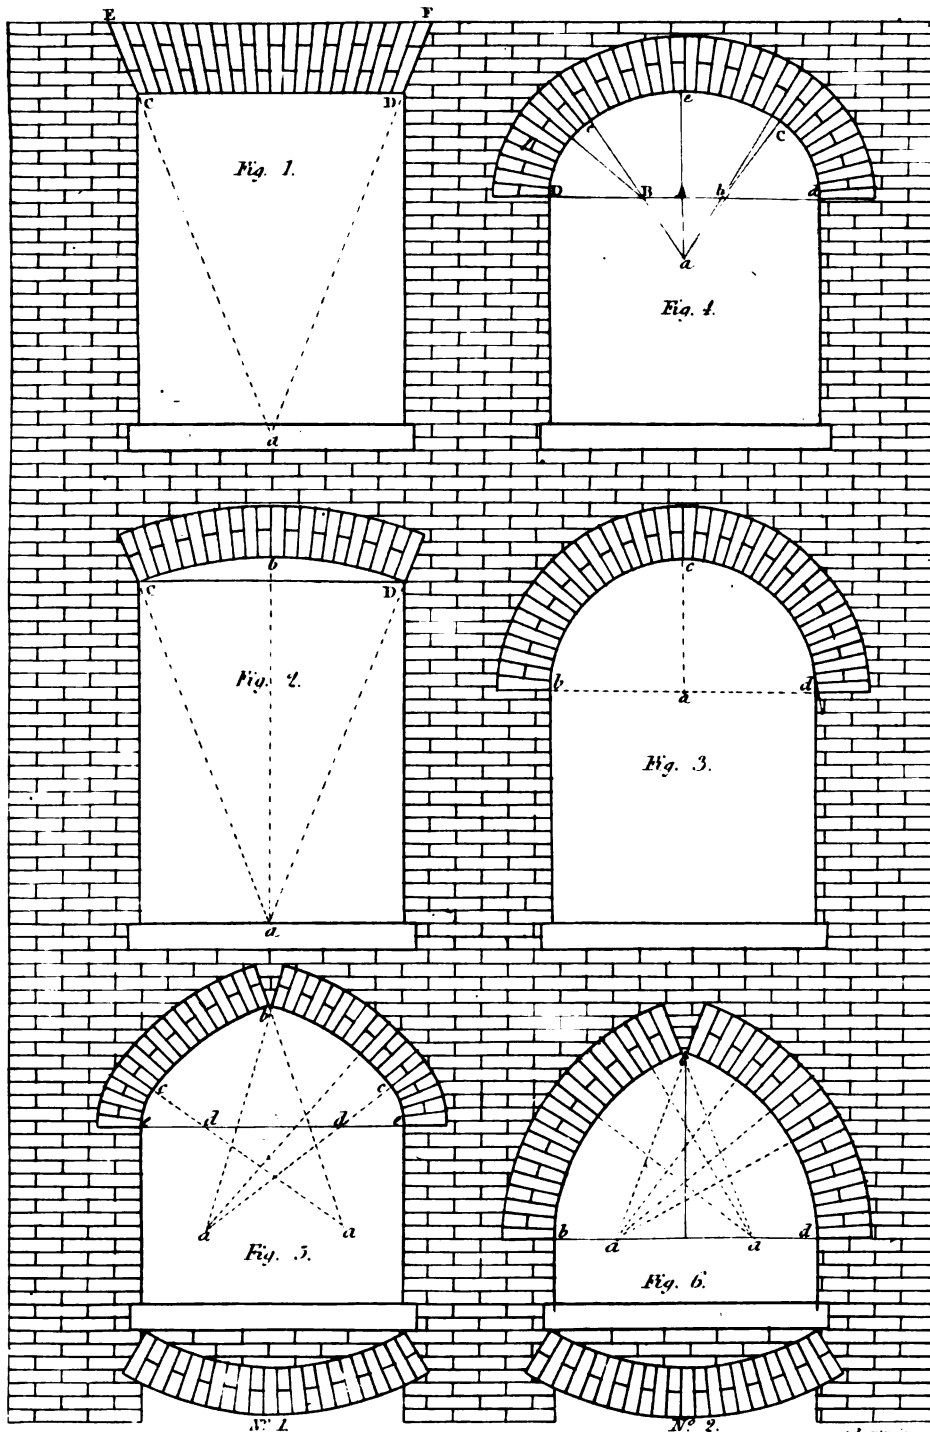 E F
C D
Fig. 1.
a
e
c C
D B h d
a
Fig. 4.
b
C D
Fig. 2.
a
c
b a d
Fig. 3.
b
c c
e d d e
a a
Fig. 5.
b a a d
Fig. 6.
Nº 1.
Nº 2.